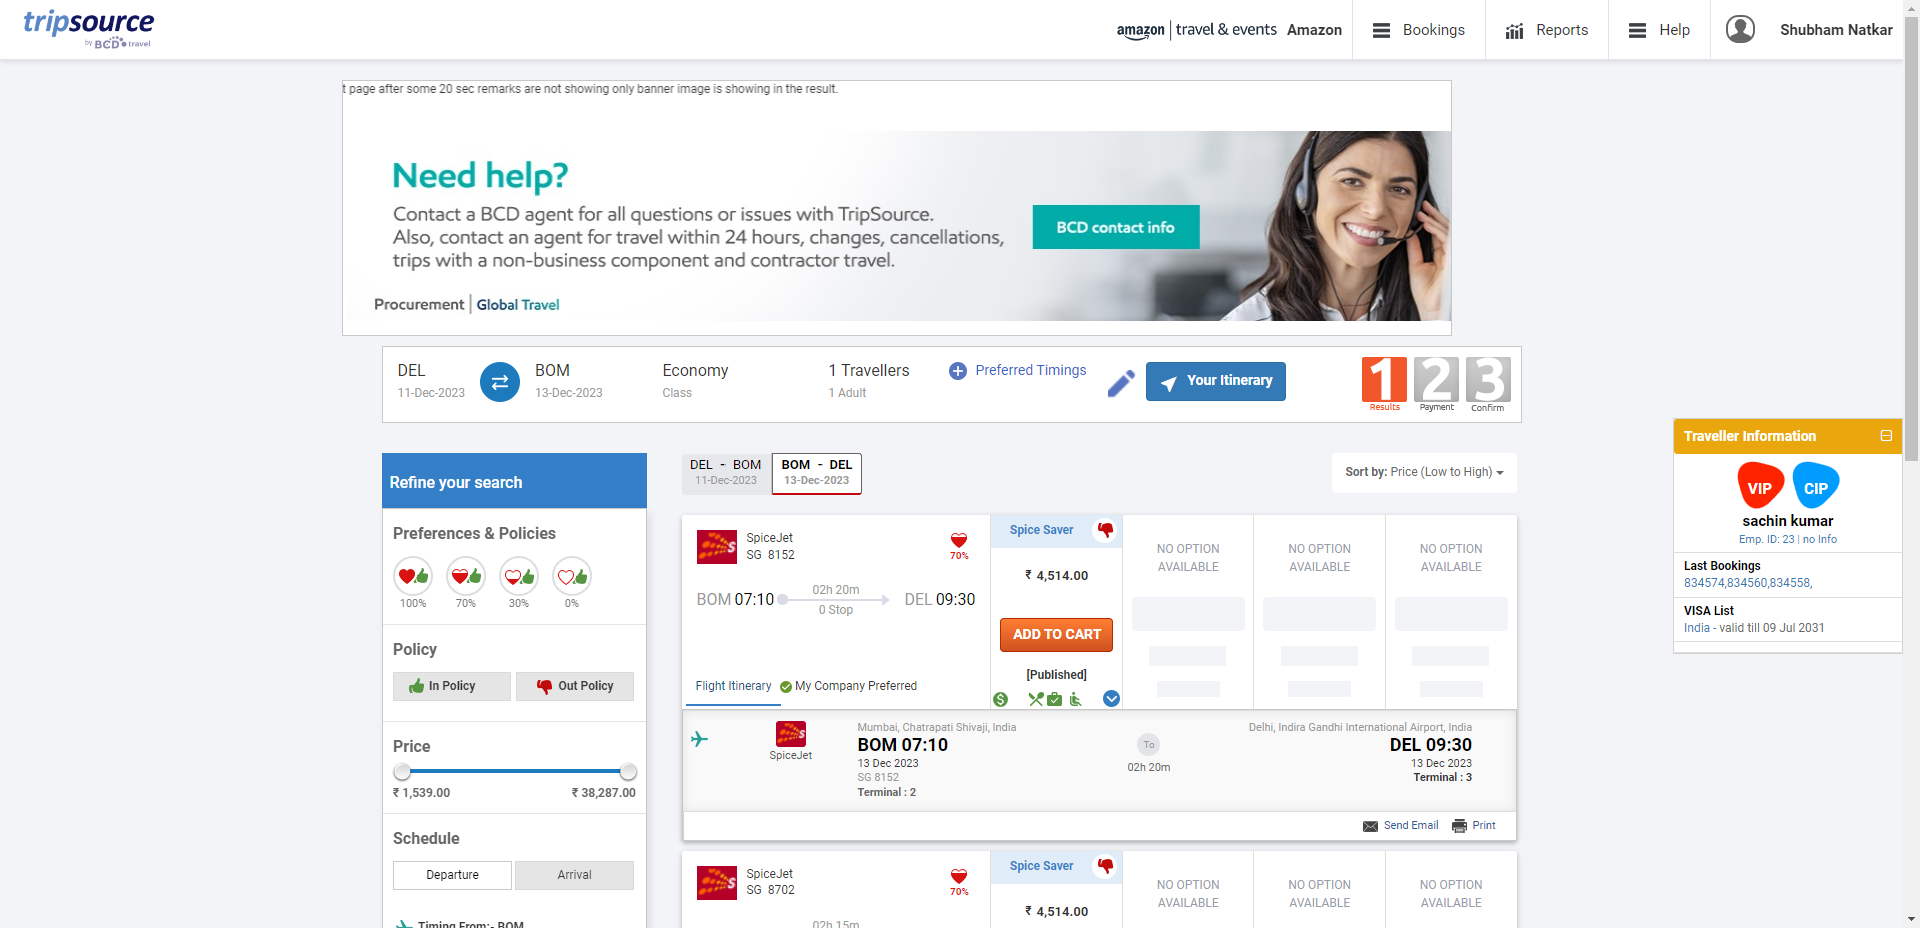 tripsource
by BCD travel
amazon | travel & events Amazon
Bookings
Reports
Help
Shubham Natkar
t page after some 20 sec remarks are not showing only banner image is showing in the result.
Need help?
Contact a BCD agent for all questions or issues with TripSource.
Also, contact an agent for travel within 24 hours, changes, cancellations,
trips with a non-business component and contractor travel.
BCD contact info
Procurement | Global Travel
DEL
11-Dec-2023
BOM
13-Dec-2023
Economy
Class
1 Travellers
1 Adult
Preferred Timings
Your Itinerary
1 2 3
Results Payment Confirm
Traveller Information
VIP CIP
sachin kumar
Emp. ID: 23 | no Info
Last Bookings
834574,834560,834558,
VISA List
India - valid till 09 Jul 2031
Refine your search
Preferences & Policies
100% 70% 30% 0%
Policy
In Policy Out Policy
Price
₹ 1,539.00 ₹ 38,287.00
Schedule
Departure Arrival
Timing From:- BOM
DEL - BOM
11-Dec-2023
BOM - DEL
13-Dec-2023
Sort by: Price (Low to High)
SpiceJet
SG 8152
70%
BOM 07:10
02h 20m
0 Stop
DEL 09:30
Flight Itinerary
My Company Preferred
Spice Saver
₹ 4,514.00
ADD TO CART
[Published]
NO OPTION
AVAILABLE
NO OPTION
AVAILABLE
NO OPTION
AVAILABLE
SpiceJet
Mumbai, Chatrapati Shivaji, India
BOM 07:10
13 Dec 2023
SG 8152
Terminal : 2
To
02h 20m
Delhi, Indira Gandhi International Airport, India
DEL 09:30
13 Dec 2023
Terminal : 3
Send Email
Print
SpiceJet
SG 8702
70%
02h 15m
Spice Saver
₹ 4,514.00
NO OPTION
AVAILABLE
NO OPTION
AVAILABLE
NO OPTION
AVAILABLE